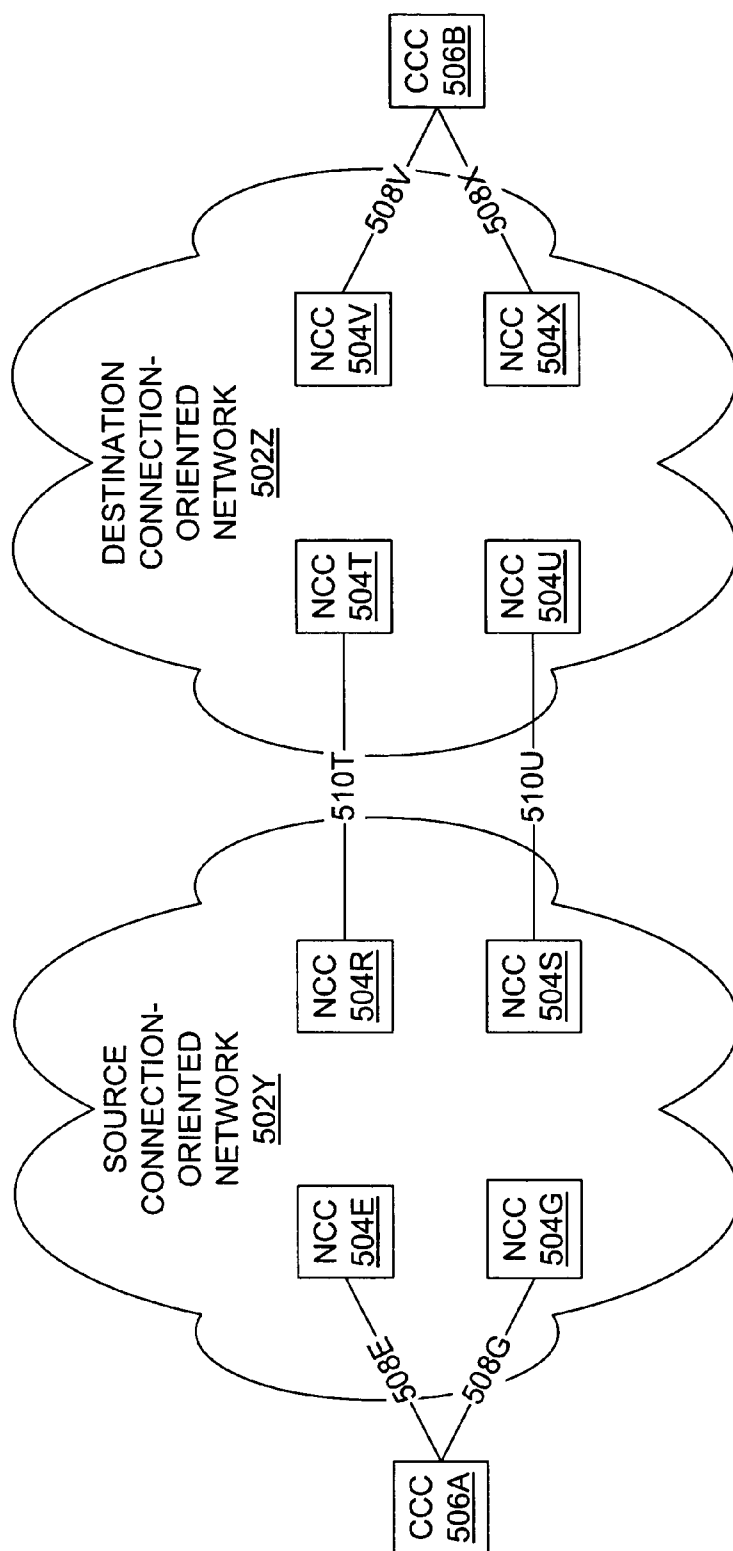 SOURCE
CONNECTION-
ORIENTED
NETWORK
502Y
DESTINATION
CONNECTION-
ORIENTED
NETWORK
502Z
CCC
506A
508E
508G
NCC
504E
NCC
504G
NCC
504R
NCC
504S
510T
510U
NCC
504T
NCC
504U
NCC
504V
NCC
504X
508V
508X
CCC
506B